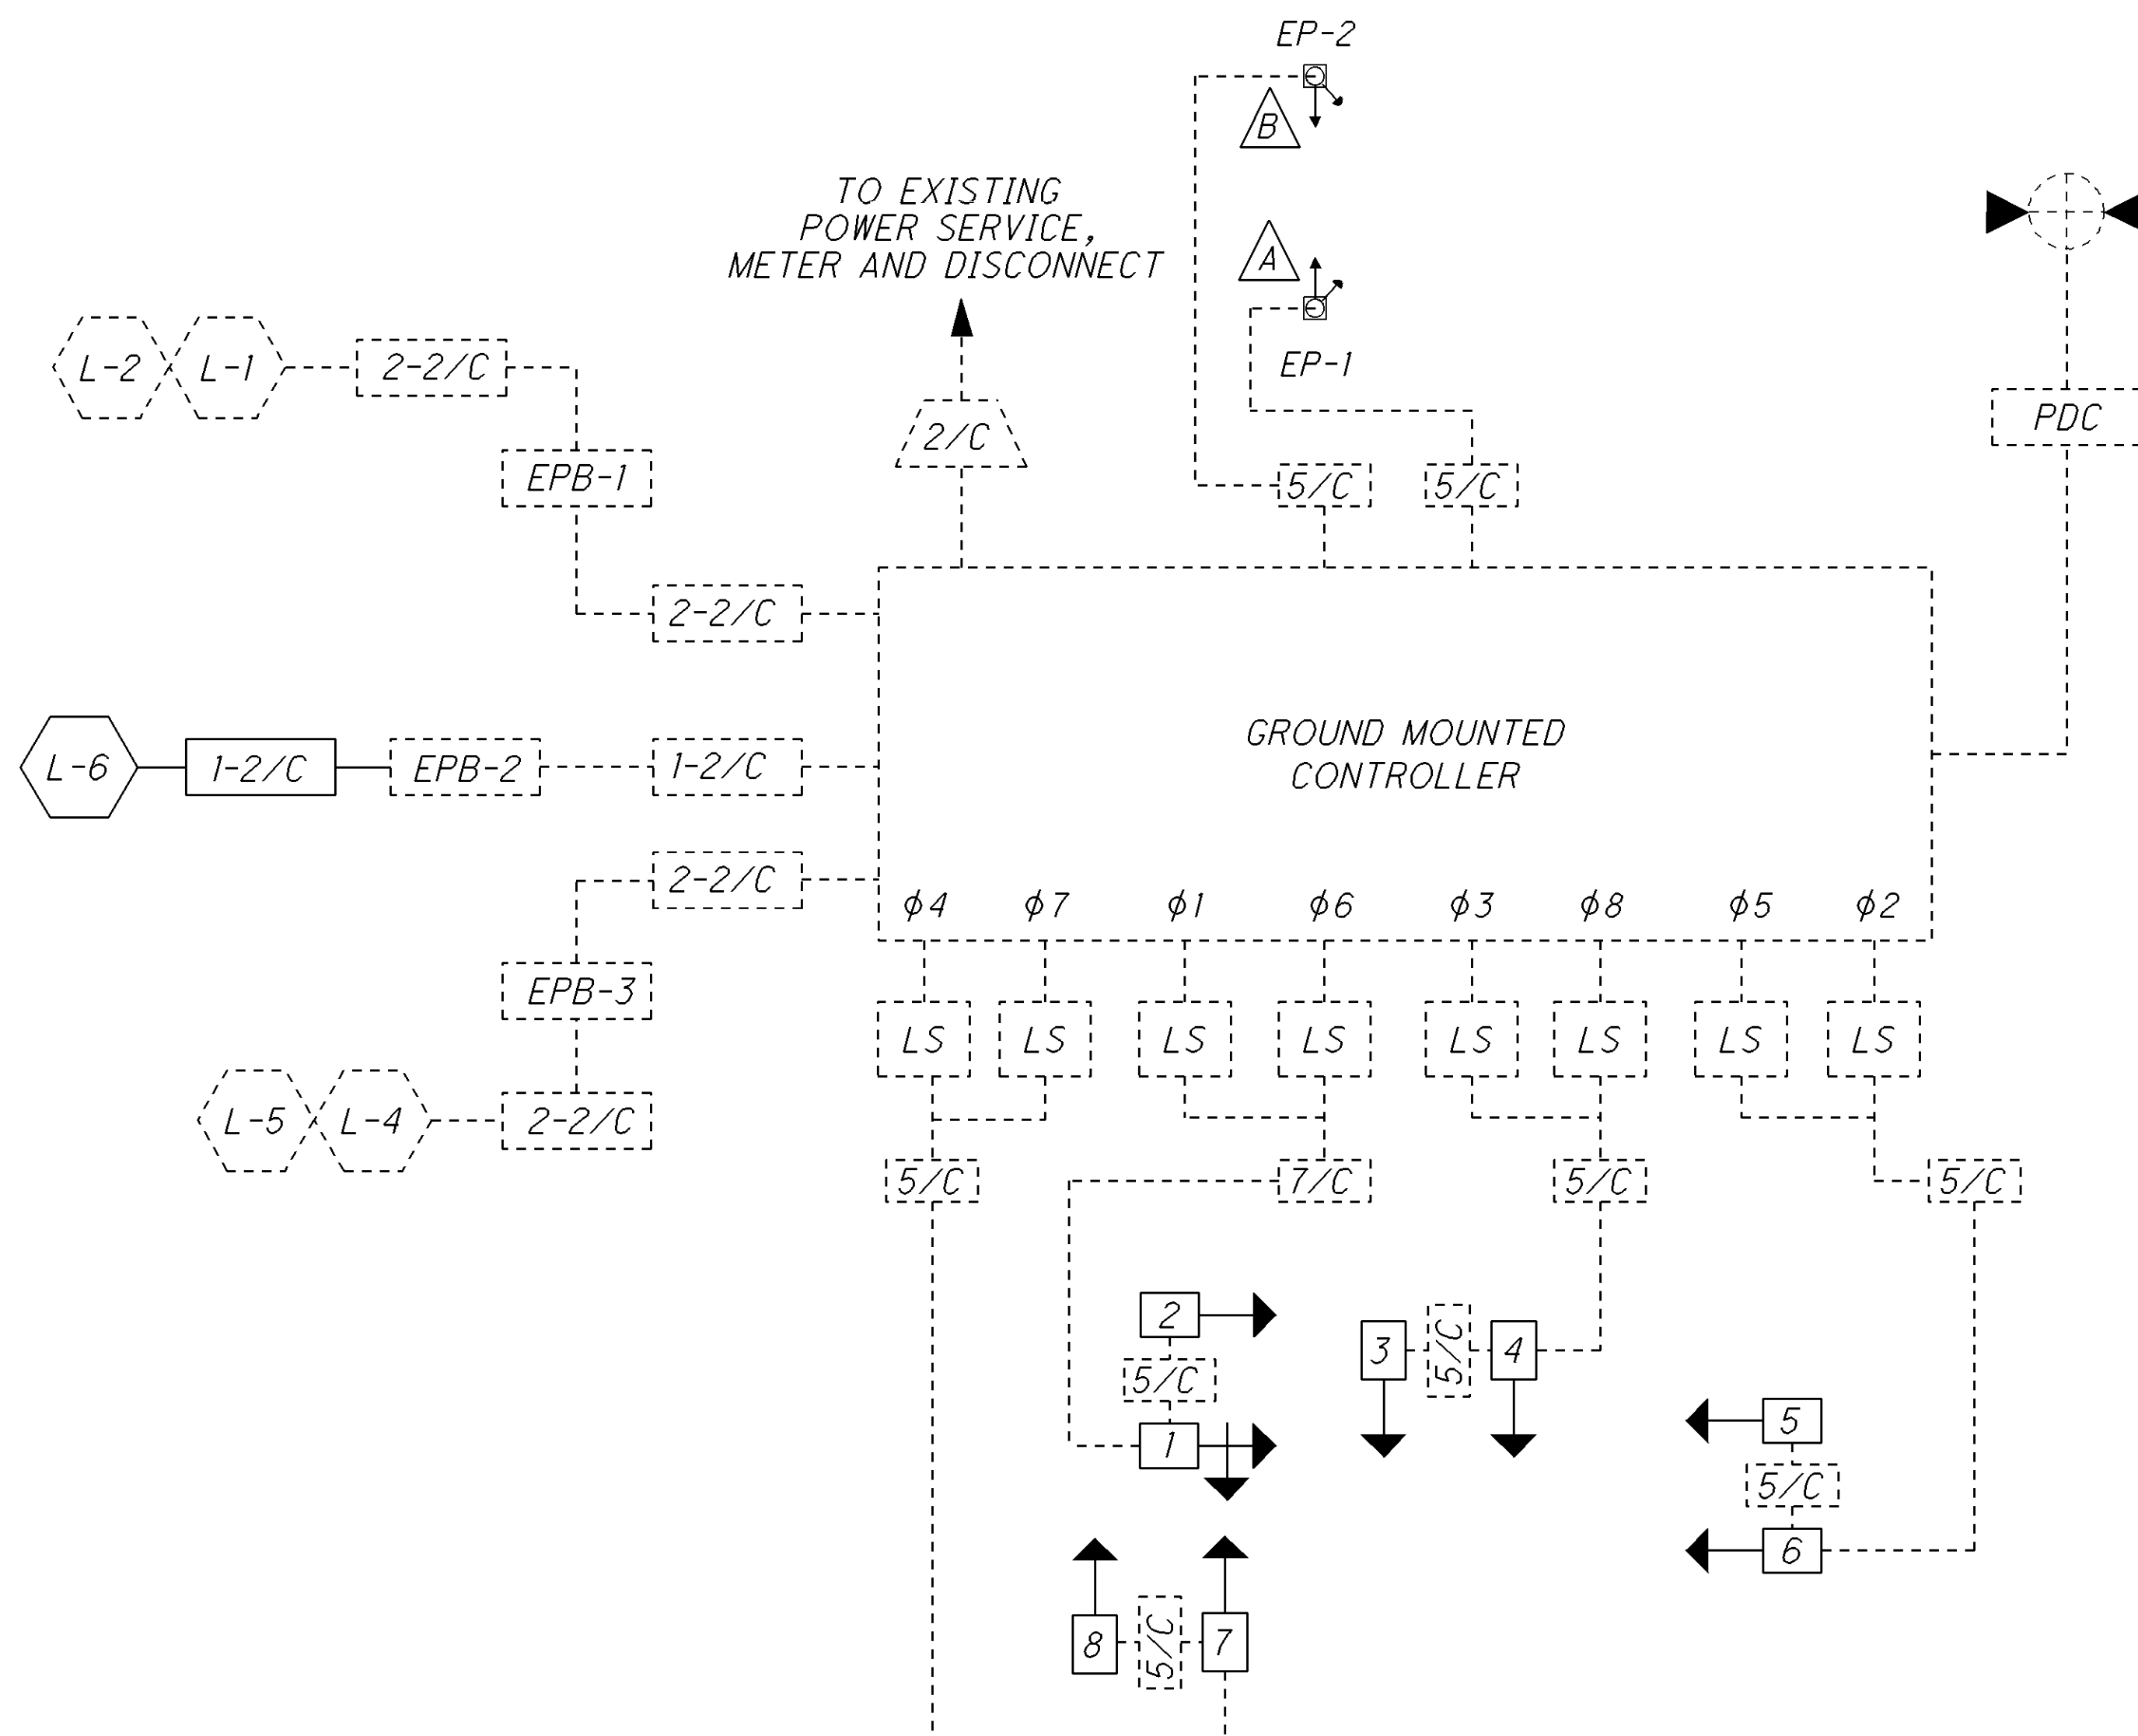 EP-2
B
TO EXISTING
POWER SERVICE,
METER AND DISCONNECT
A
EP-1
L-2
L-1
2-2/C
2/C
PDC
EPB-1
5/C
5/C
2-2/C
GROUND MOUNTED
CONTROLLER
L-6
1-2/C
EPB-2
1-2/C
2-2/C
ϕ4
ϕ7
ϕ1
ϕ6
ϕ3
ϕ8
ϕ5
ϕ2
EPB-3
LS
LS
LS
LS
LS
LS
LS
LS
L-5
L-4
2-2/C
5/C
7/C
5/C
5/C
2
3
5/C
4
5/C
5
1
5/C
6
8
5/C
7